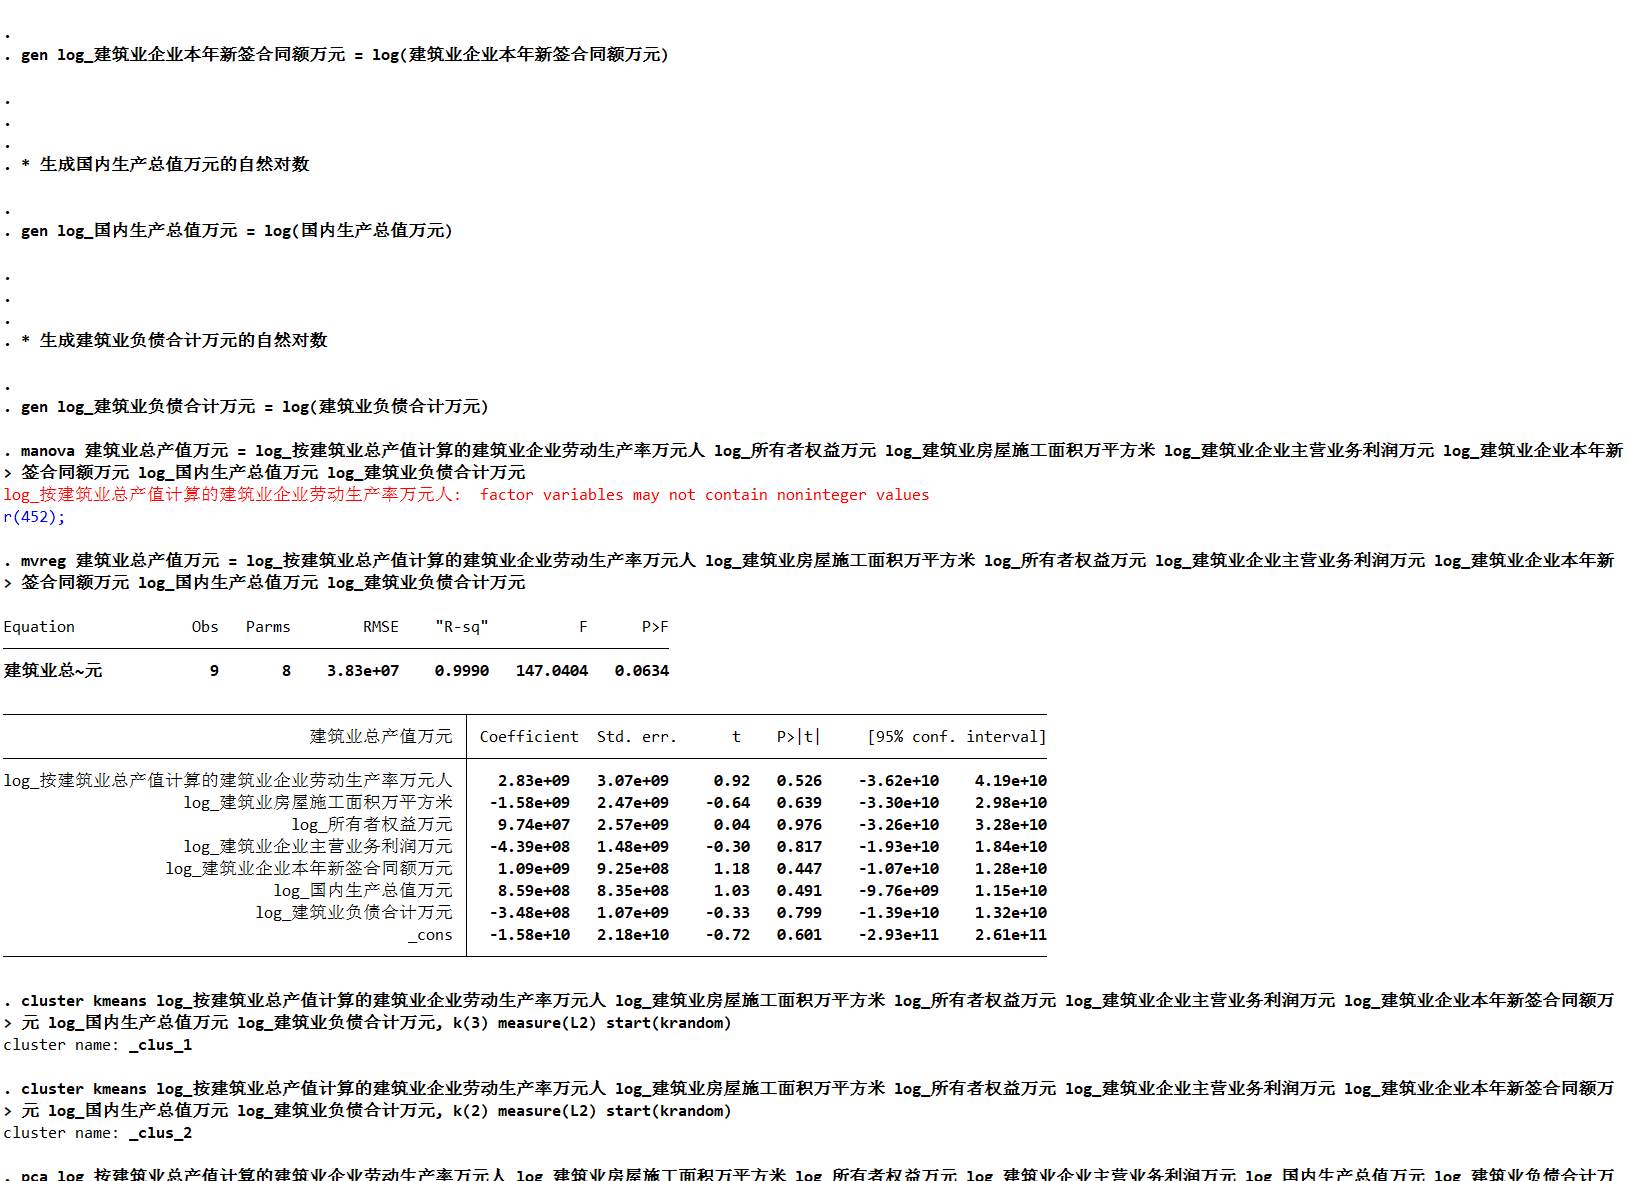 .
. gen log_建筑业企业本年新签合同额万元 = log(建筑业企业本年新签合同额万元)
.
.
.
. * 生成国内生产总值万元的自然对数
.
. gen log_国内生产总值万元 = log(国内生产总值万元)
.
.
.
. * 生成建筑业负债合计万元的自然对数
.
. gen log_建筑业负债合计万元 = log(建筑业负债合计万元)
. manova 建筑业总产值万元 = log_按建筑业总产值计算的建筑业企业劳动生产率万元人 log_所有者权益万元 log_建筑业房屋施工面积万平方米 log_建筑业企业主营业务利润万元 log_建筑业企业本年新
> 签合同额万元 log_国内生产总值万元 log_建筑业负债合计万元
log_按建筑业总产值计算的建筑业企业劳动生产率万元人:  factor variables may not contain noninteger values
r(452);
. mvreg 建筑业总产值万元 = log_按建筑业总产值计算的建筑业企业劳动生产率万元人 log_建筑业房屋施工面积万平方米 log_所有者权益万元 log_建筑业企业主营业务利润万元 log_建筑业企业本年新
> 签合同额万元 log_国内生产总值万元 log_建筑业负债合计万元
Equation Obs Parms RMSE "R-sq" F P>F
建筑业总~元 9 8 3.83e+07 0.9990 147.0404 0.0634
建筑业总产值万元 Coefficient Std. err. t P>|t| [95% conf. interval]
log_按建筑业总产值计算的建筑业企业劳动生产率万元人 2.83e+09 3.07e+09 0.92 0.526 -3.62e+10 4.19e+10
log_建筑业房屋施工面积万平方米 -1.58e+09 2.47e+09 -0.64 0.639 -3.30e+10 2.98e+10
log_所有者权益万元 9.74e+07 2.57e+09 0.04 0.976 -3.26e+10 3.28e+10
log_建筑业企业主营业务利润万元 -4.39e+08 1.48e+09 -0.30 0.817 -1.93e+10 1.84e+10
log_建筑业企业本年新签合同额万元 1.09e+09 9.25e+08 1.18 0.447 -1.07e+10 1.28e+10
log_国内生产总值万元 8.59e+08 8.35e+08 1.03 0.491 -9.76e+09 1.15e+10
log_建筑业负债合计万元 -3.48e+08 1.07e+09 -0.33 0.799 -1.39e+10 1.32e+10
_cons -1.58e+10 2.18e+10 -0.72 0.601 -2.93e+11 2.61e+11
. cluster kmeans log_按建筑业总产值计算的建筑业企业劳动生产率万元人 log_建筑业房屋施工面积万平方米 log_所有者权益万元 log_建筑业企业主营业务利润万元 log_建筑业企业本年新签合同额万
> 元 log_国内生产总值万元 log_建筑业负债合计万元, k(3) measure(L2) start(krandom)
cluster name: _clus_1
. cluster kmeans log_按建筑业总产值计算的建筑业企业劳动生产率万元人 log_建筑业房屋施工面积万平方米 log_所有者权益万元 log_建筑业企业主营业务利润万元 log_建筑业企业本年新签合同额万
> 元 log_国内生产总值万元 log_建筑业负债合计万元, k(2) measure(L2) start(krandom)
cluster name: _clus_2
. pca log_按建筑业总产值计算的建筑业企业劳动生产率万元人 log_建筑业房屋施工面积万平方米 log_所有者权益万元 log_建筑业企业主营业务利润万元 log_国内生产总值万元 log_建筑业负债合计万